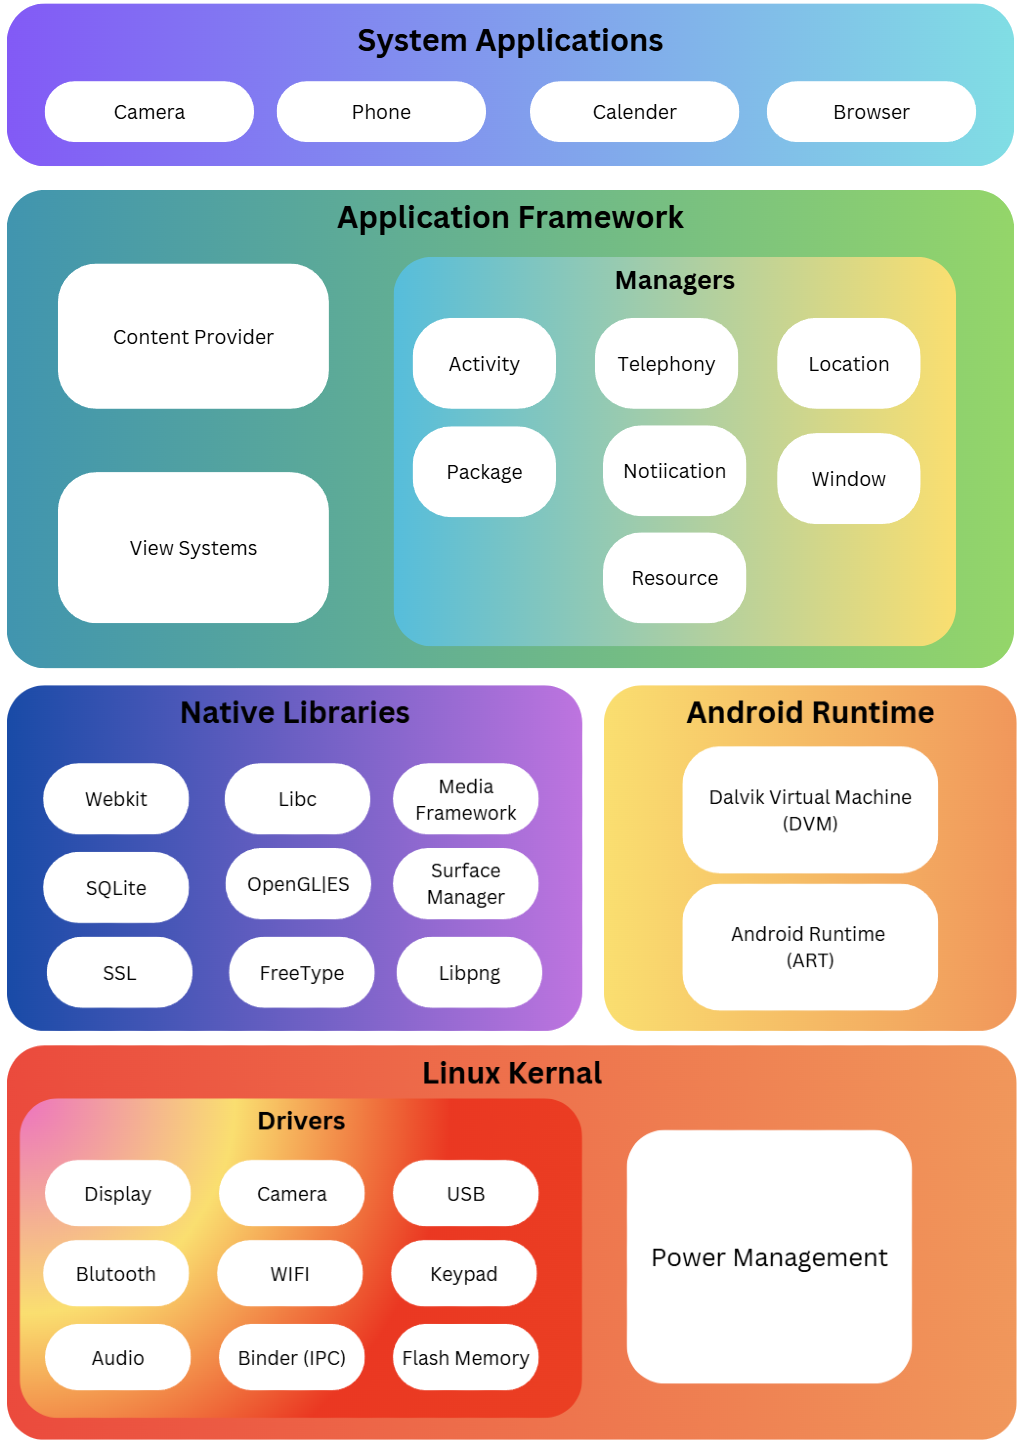 System Applications
Camera
Phone
Calender
Browser
Application Framework
Content Provider
View Systems
Managers
Activity
Telephony
Location
Package
Notiication
Window
Resource
Native Libraries
Webkit
Libc
Media
Framework
SQLite
OpenGL|ES
Surface
Manager
SSL
FreeType
Libpng
Android Runtime
Dalvik Virtual Machine
(DVM)
Android Runtime
(ART)
Linux Kernal
Drivers
Display
Camera
USB
Blutooth
WIFI
Keypad
Audio
Binder (IPC)
Flash Memory
Power Management